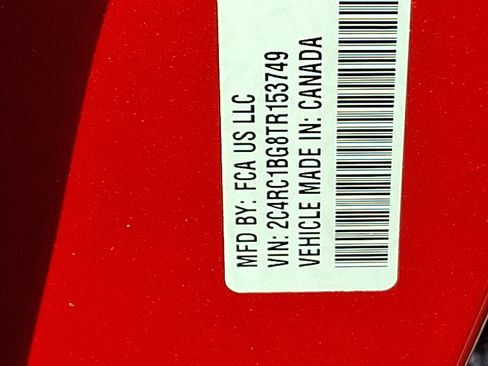 MFD BY: FCA US LLC
VIN: 2C4RC1BG8TR153749
VEHICLE MADE IN: CANADA